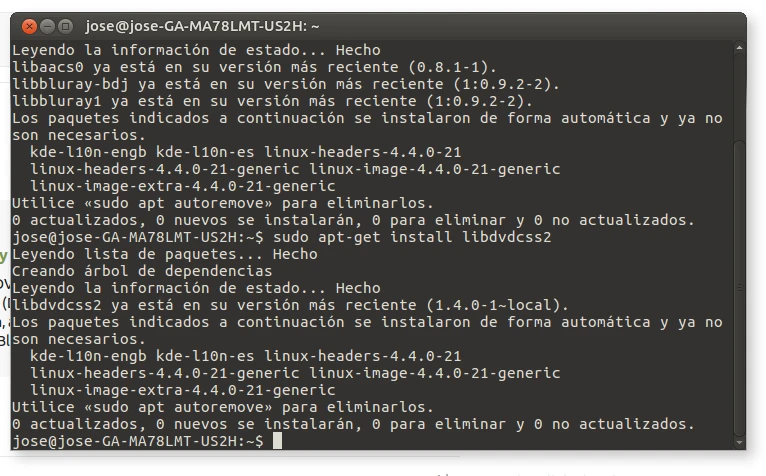 jose@jose-GA-MA78LMT-US2H: ~
Leyendo la información de estado... Hecho
libaacs0 ya está en su versión más reciente (0.8.1-1).
libbluray-bdj ya está en su versión más reciente (1:0.9.2-2).
libbluray1 ya está en su versión más reciente (1:0.9.2-2).
Los paquetes indicados a continuación se instalaron de forma automática y ya no
son necesarios.
kde-l10n-engb kde-l10n-es linux-headers-4.4.0-21
linux-headers-4.4.0-21-generic linux-image-4.4.0-21-generic
linux-image-extra-4.4.0-21-generic
Utilice «sudo apt autoremove» para eliminarlos.
0 actualizados, 0 nuevos se instalarán, 0 para eliminar y 0 no actualizados.
jose@jose-GA-MA78LMT-US2H:~$ sudo apt-get install libdvdcss2
Leyendo lista de paquetes... Hecho
Creando árbol de dependencias
Leyendo la información de estado... Hecho
libdvdcss2 ya está en su versión más reciente (1.4.0-1~local).
Los paquetes indicados a continuación se instalaron de forma automática y ya no
son necesarios.
kde-l10n-engb kde-l10n-es linux-headers-4.4.0-21
linux-headers-4.4.0-21-generic linux-image-4.4.0-21-generic
linux-image-extra-4.4.0-21-generic
Utilice «sudo apt autoremove» para eliminarlos.
0 actualizados, 0 nuevos se instalarán, 0 para eliminar y 0 no actualizados.
jose@jose-GA-MA78LMT-US2H:~$